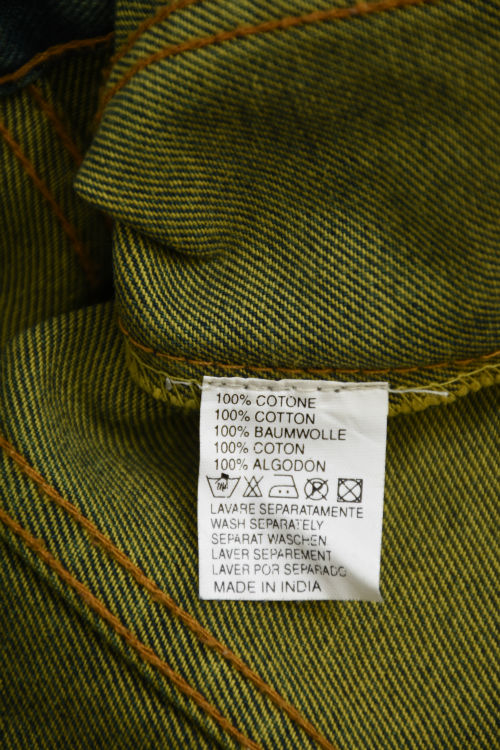 100% COTONE
100% COTTON
100% BAUMWOLLE
100% COTON
100% ALGODON
LAVARE SEPARATAMENTE
WASH SEPARATELY
SEPARAT WASCHEN
LAVER SEPAREMENT
LAVER POR SEPARADO
MADE IN INDIA